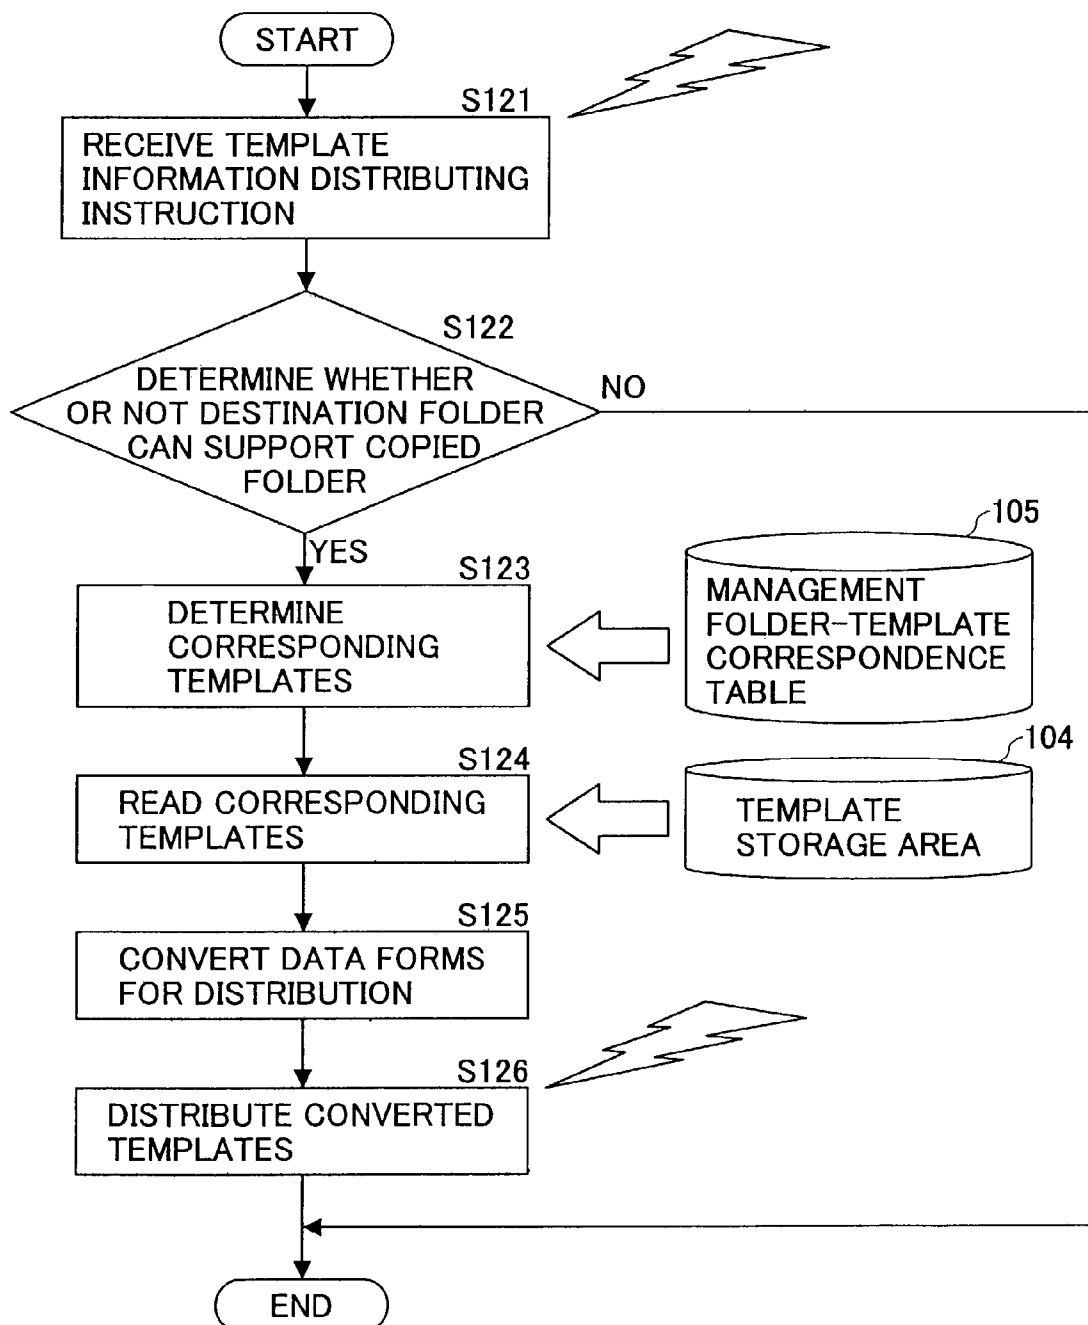 START
S121
RECEIVE TEMPLATE
INFORMATION DISTRIBUTING
INSTRUCTION
S122
DETERMINE WHETHER
OR NOT DESTINATION FOLDER
CAN SUPPORT COPIED
FOLDER
NO
YES
S123
DETERMINE
CORRESPONDING
TEMPLATES
105
MANAGEMENT
FOLDER-TEMPLATE
CORRESPONDENCE
TABLE
S124
READ CORRESPONDING
TEMPLATES
104
TEMPLATE
STORAGE AREA
S125
CONVERT DATA FORMS
FOR DISTRIBUTION
S126
DISTRIBUTE CONVERTED
TEMPLATES
END